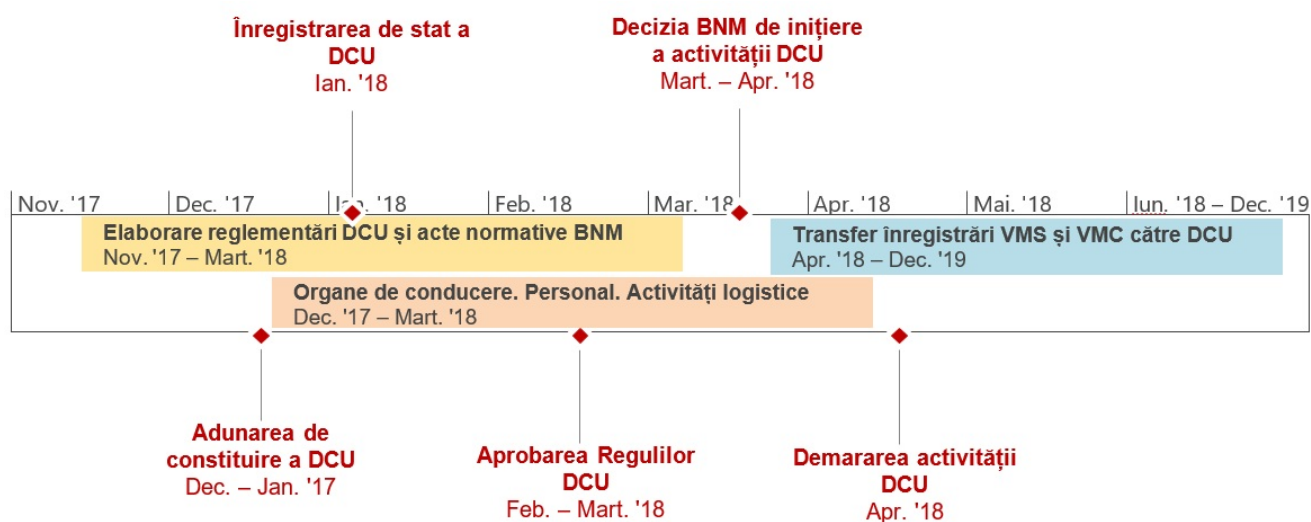 Înregistrarea de stat a
DCU
Ian. '18
Decizia BNM de inițiere
a activității DCU
Mart. – Apr. '18
Nov. '17
Dec. '17
Ian. '18
Feb. '18
Mar. '18
Apr. '18
Mai. '18
Iun. '18 – Dec. '19
Elaborare reglementări DCU și acte normative BNM
Nov. '17 – Mart. '18
Transfer înregistrări VMS și VMC către DCU
Apr. '18 – Dec. '19
Organe de conducere. Personal. Activități logistice
Dec. '17 – Mart. '18
Adunarea de
constituire a DCU
Dec. – Jan. '17
Aprobarea Regulilor
DCU
Feb. – Mart. '18
Demararea activității
DCU
Apr. '18